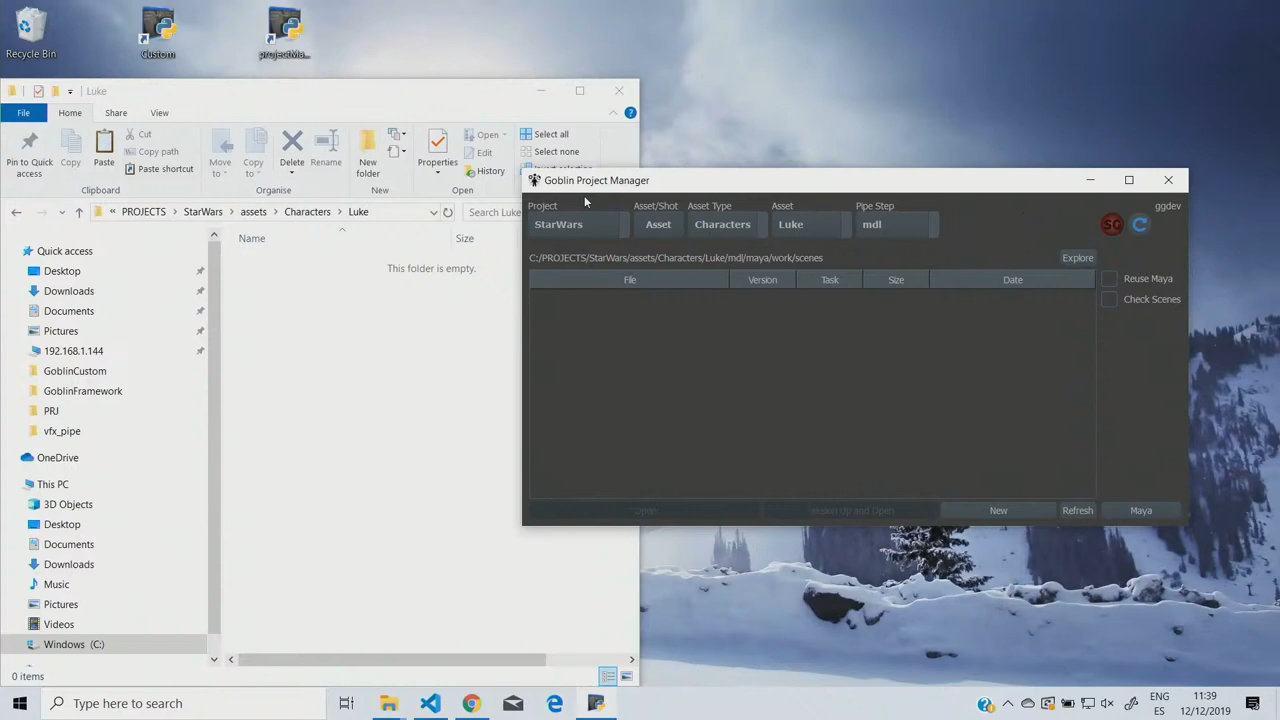 Recycle Bin
Custom
projectMa...
Luke
File
Home
Share
View
Pin to Quick
access
Copy
Paste
Cut
Copy path
Paste shortcut
Clipboard
Move
to
Copy
to
Delete
Rename
Organise
New
folder
New
Properties
Open
Edit
History
Open
Select all
Select none
PROJECTS
StarWars
assets
Characters
Luke
Search Luke
Name
Size
This folder is empty.
Quick access
Desktop
Downloads
Documents
Pictures
192.168.1.144
GoblinCustom
GoblinFramework
PRJ
vfx_pipe
OneDrive
This PC
3D Objects
Desktop
Documents
Downloads
Music
Pictures
Videos
Windows (C:)
0 items
Goblin Project Manager
Project
Asset/Shot
Asset Type
Asset
Pipe Step
ggdev
StarWars
Asset
Characters
Luke
mdl
SG
C:/PROJECTS/StarWars/assets/Characters/Luke/mdl/maya/work/scenes
Explore
File
Version
Task
Size
Date
Reuse Maya
Check Scenes
Open
New
Refresh
Maya
Type here to search
ENG
ES
11:39
12/12/2019